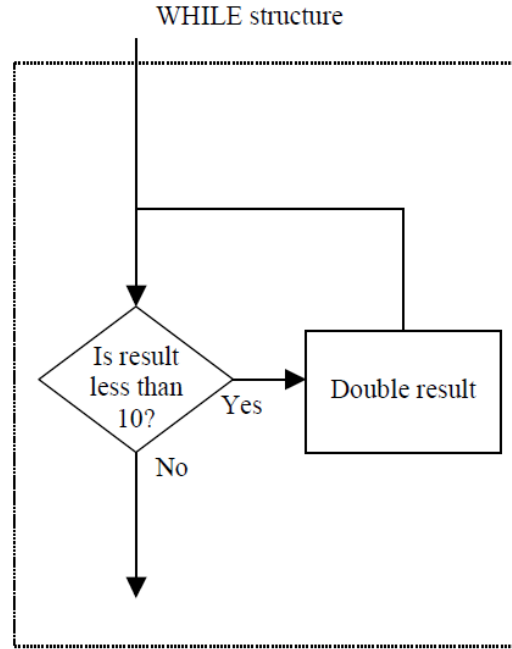 WHILE structure
Is result
less than
10?
Yes
Double result
No